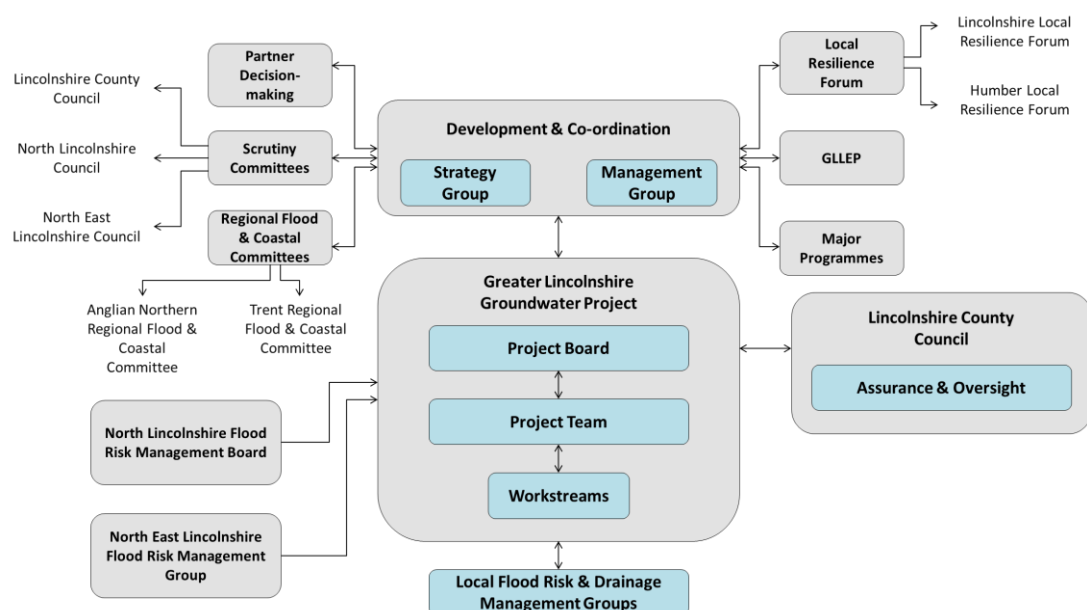 Partner
Decision-
making
Lincolnshire County
Council
North Lincolnshire
Council
Scrutiny
Committees
North East
Lincolnshire Council
Regional Flood
& Coastal
Committees
Anglian Northern
Regional Flood &
Coastal
Committee
Trent Regional
Flood & Coastal
Committee
Development & Co-ordination
Strategy
Group
Management
Group
Local
Resilience
Forum
Lincolnshire Local
Resilience Forum
Humber Local
Resilience Forum
GLLEP
Major
Programmes
Greater Lincolnshire
Groundwater Project
Project Board
Project Team
Workstreams
Lincolnshire County
Council
Assurance & Oversight
North Lincolnshire Flood
Risk Management Board
North East Lincolnshire
Flood Risk Management
Group
Local Flood Risk & Drainage
Management Groups